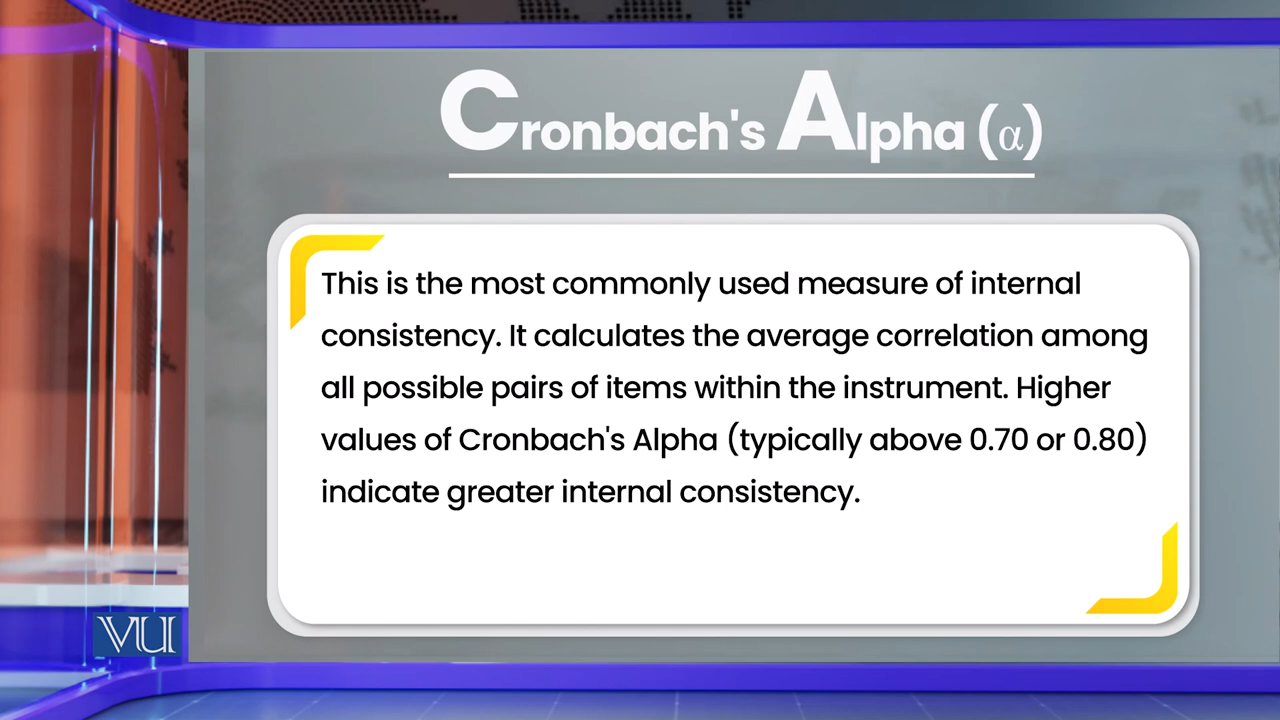 Cronbach's Alpha (α)
This is the most commonly used measure of internal
consistency. It calculates the average correlation among
all possible pairs of items within the instrument. Higher
values of Cronbach's Alpha (typically above 0.70 or 0.80)
indicate greater internal consistency.
VU